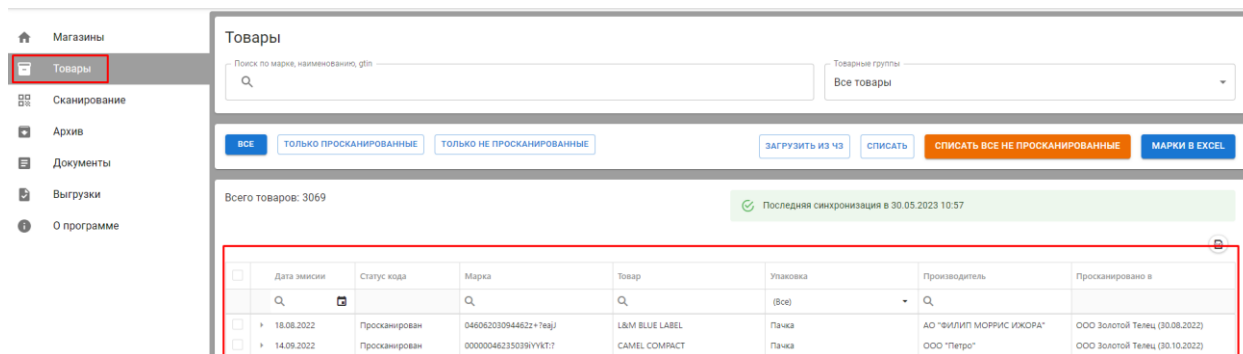 Магазины
Товары
Сканирование
Архив
Документы
Выгрузки
О программе
Товары
Поиск по марке, наименованию, gtin
Товарные группы
Все товары
ВСЕ ТОЛЬКО ПРОСКАНИРОВАННЫЕ ТОЛЬКО НЕ ПРОСКАНИРОВАННЫЕ ЗАГРУЗИТЬ ИЗ ЧЗ СПИСАТЬ СПИСАТЬ ВСЕ НЕ ПРОСКАНИРОВАННЫЕ МАРКИ В EXCEL
Всего товаров: 3069
Последняя синхронизация в 30.05.2023 10:57
Дата эмисии Статус кода Марка Товар Упаковка Производитель Просканировано в
(Все)
18.08.2022 Просканирован 04606203094462z+?eajJ L&M BLUE LABEL Пачка АО "ФИЛИП МОРРИС ИЖОРА" ООО Золотой Телец (30.08.2022)
14.09.2022 Просканирован 00000046235039iYYkT:? CAMEL COMPACT Пачка ООО "Петро" ООО Золотой Телец (30.10.2022)